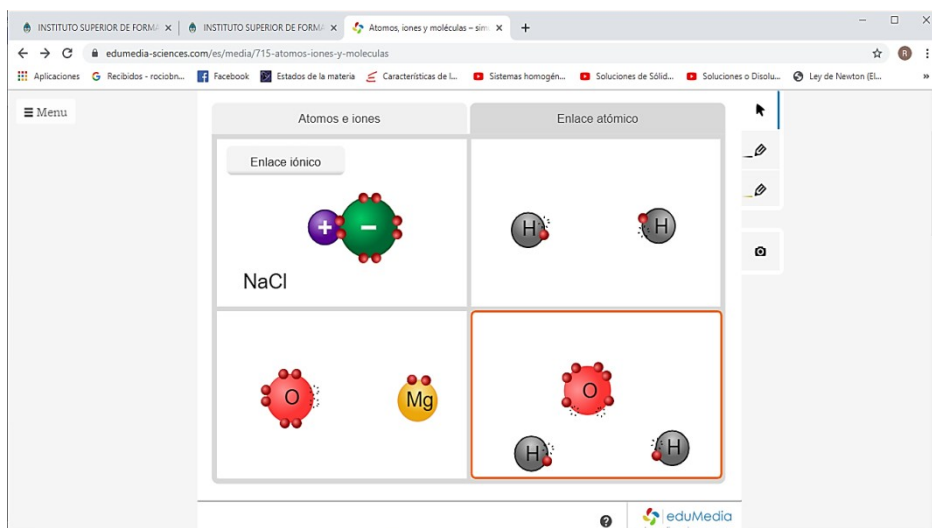 INSTITUTO SUPERIOR DE FORMA
INSTITUTO SUPERIOR DE FORMA
Atomos, iones y moléculas – sim
edumedia-sciences.com/es/media/715-atomos-iones-y-moleculas
R
Aplicaciones
Recibidos - rociobn...
Facebook
Estados de la materia
Características de l...
Sistemas homogén...
Soluciones de Sólid...
Soluciones o Disolu...
Ley de Newton (El...
Menu
Atomos e iones
Enlace atómico
Enlace iónico
+ −
NaCl
H H
O Mg
O
H H
eduMedia